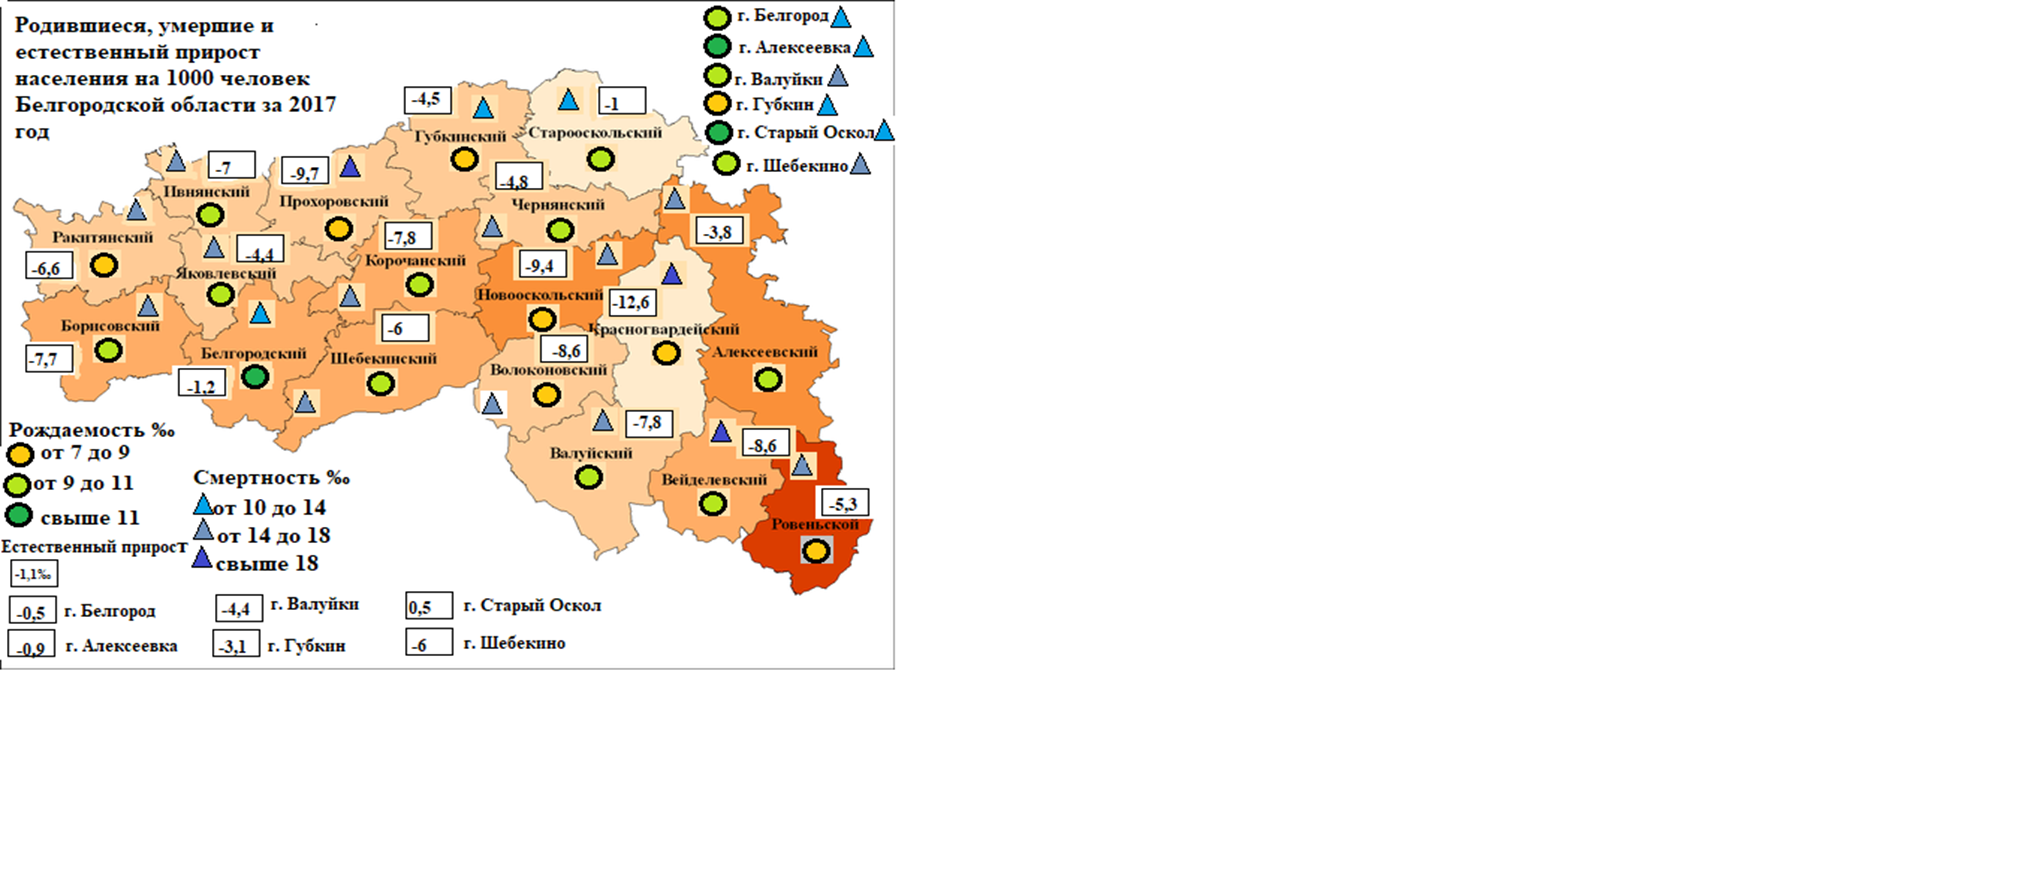 Родившиеся, умершие и
естественный прирост
населения на 1000 человек
Белгородской области за 2017
год
г. Белгород
г. Алексеевка
г. Валуйки
г. Губкин
г. Старый Оскол
г. Шебекино
-4,5
-1
Губкинский
Старооскольский
-7
-9,7
-4,8
Ивнянский
Прохоровский
Чернянский
-3,8
Ракитянский
-4,4
-7,8
-6,6
Яковлевский
Корочанский
-9,4
Новооскольский
-12,6
Борисовский
-6
Красногвардейский
-7,7
Белгородский
Шебекинский
-8,6
Алексеевский
-1,2
Волоконовский
-7,8
-8,6
Валуйский
Вейделевский
-5,3
Ровеньской
Рождаемость ‰
от 7 до 9
от 9 до 11
свыше 11
Смертность ‰
от 10 до 14
от 14 до 18
свыше 18
Естественный прирост
-1,1‰
-0,5 г. Белгород
-4,4 г. Валуйки
0,5 г. Старый Оскол
-0,9 г. Алексеевка
-3,1 г. Губкин
-6 г. Шебекино